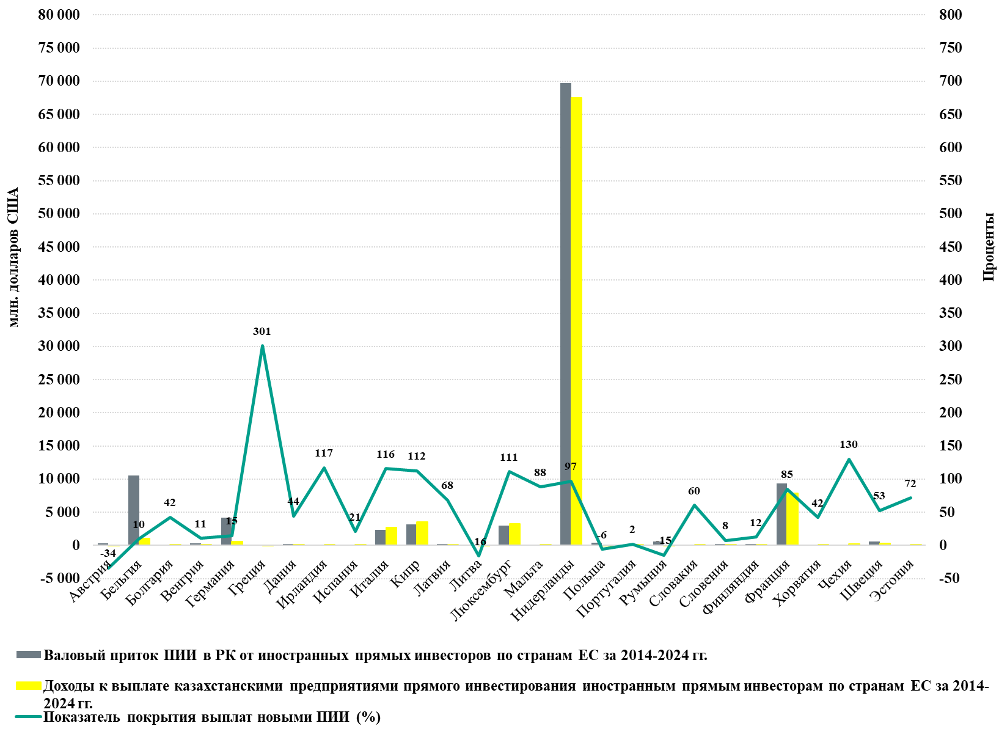 80 000
75 000
70 000
65 000
60 000
55 000
50 000
45 000
40 000
35 000
30 000
25 000
20 000
15 000
10 000
5 000
0
-5 000
млн. долларов США
800
750
700
650
600
550
500
450
400
350
300
250
200
150
100
50
0
-50
Проценты
-34
10
42
11
15
301
44
117
21
116
112
68
-16
111
88
97
-6
2
-15
60
8
12
85
42
130
53
72
Австрия
Бельгия
Болгария
Венгрия
Германия
Греция
Дания
Ирландия
Испания
Италия
Кипр
Латвия
Литва
Люксембург
Мальта
Нидерланды
Польша
Португалия
Румыния
Словакия
Словения
Финляндия
Франция
Хорватия
Чехия
Швеция
Эстония
Валовый приток ПИИ в РК от иностранных прямых инвесторов по странам ЕС за 2014-2024 гг.
Доходы к выплате казахстанскими предприятиями прямого инвестирования иностранным прямым инвесторам по странам ЕС за 2014-
2024 гг.
Показатель покрытия выплат новыми ПИИ (%)